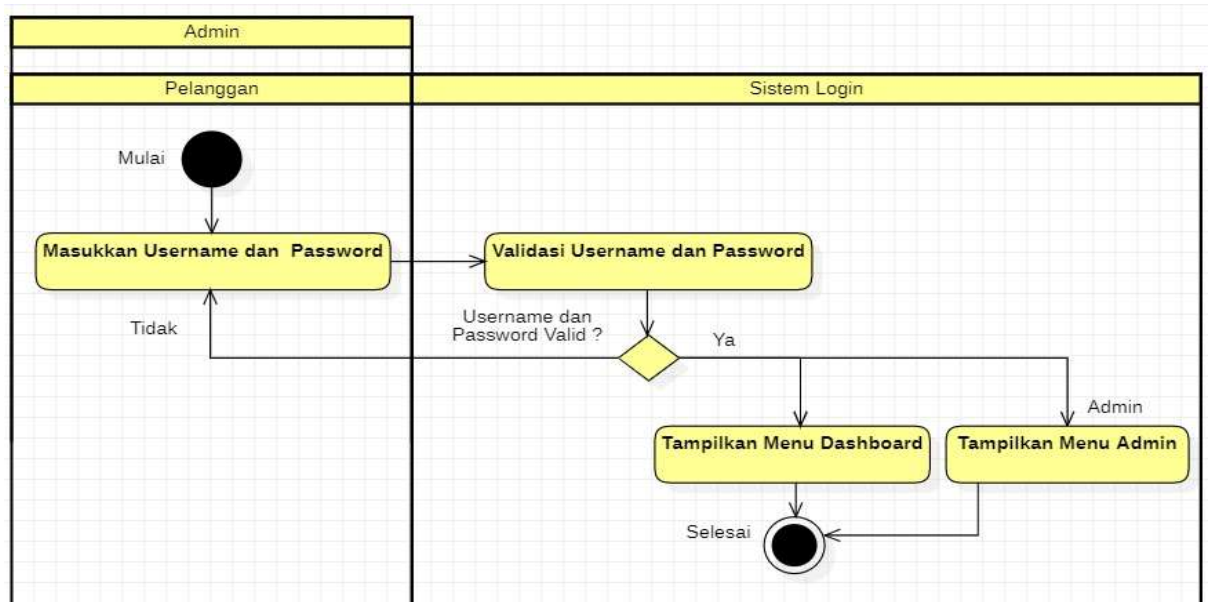 Admin
Pelanggan
Sistem Login
Mulai
Masukkan Username dan  Password
Validasi Username dan Password
Username dan
Password Valid ?
Tidak
Ya
Admin
Tampilkan Menu Dashboard
Tampilkan Menu Admin
Selesai